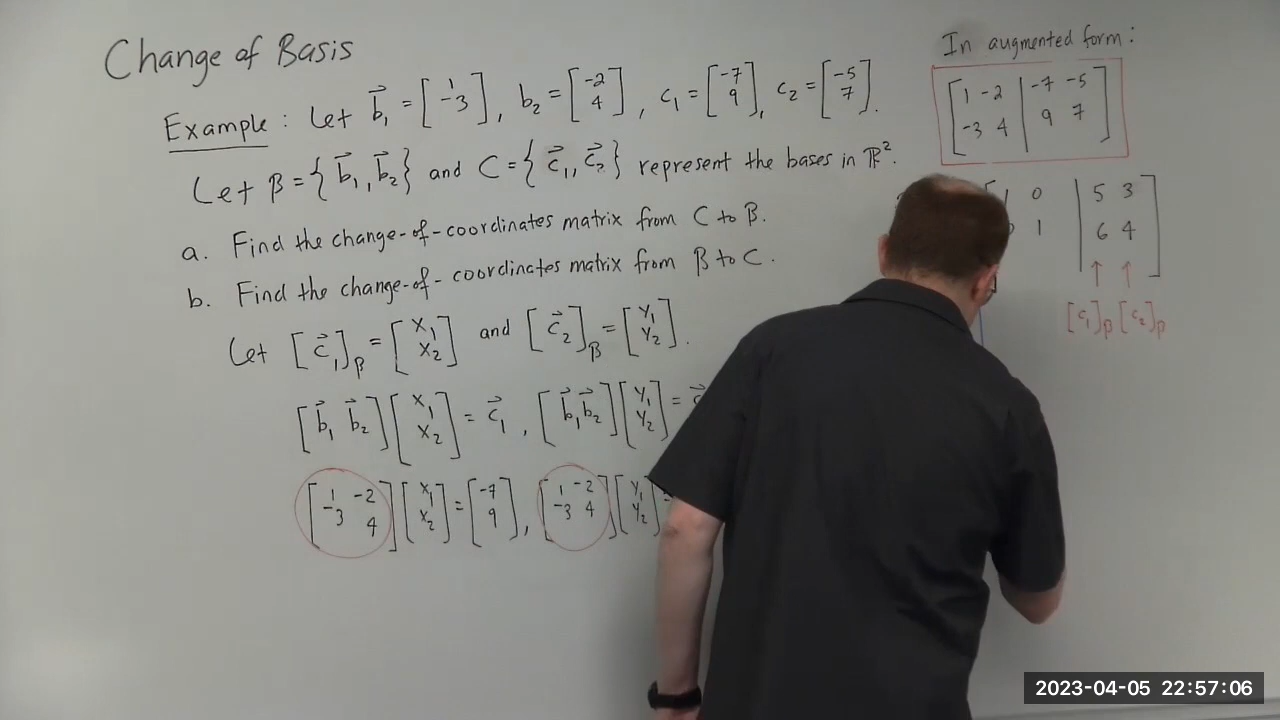 Change of Basis
Example: Let b⃗₁ = [1 -3], b₂ = [-2 4], c₁ = [-7 9], c₂ = [-5 7].
Let β = {b⃗₁, b⃗₂} and C = {c⃗₁, c⃗₂} represent the bases in ℝ².
a. Find the change-of-coordinates matrix from C to β.
b. Find the change-of-coordinates matrix from β to C.
Let [c⃗₁]β = [x₁ x₂] and [c⃗₂]β = [y₁ y₂].
[b⃗₁ b⃗₂][x₁ x₂] = c⃗₁, [b⃗₁ b⃗₂][y₁ y₂] =
[1 -2 -3 4][x₁ x₂] = [-7 9], [1 -2 -3 4][y₁ y₂] =
In augmented form:
[1 -2 | -7 -5
-3 4 | 9 7]
1 0 | 5 3
1 | 6 4]
↑ ↑
[c₁]β [c₂]β
2023-04-05 22:57:06